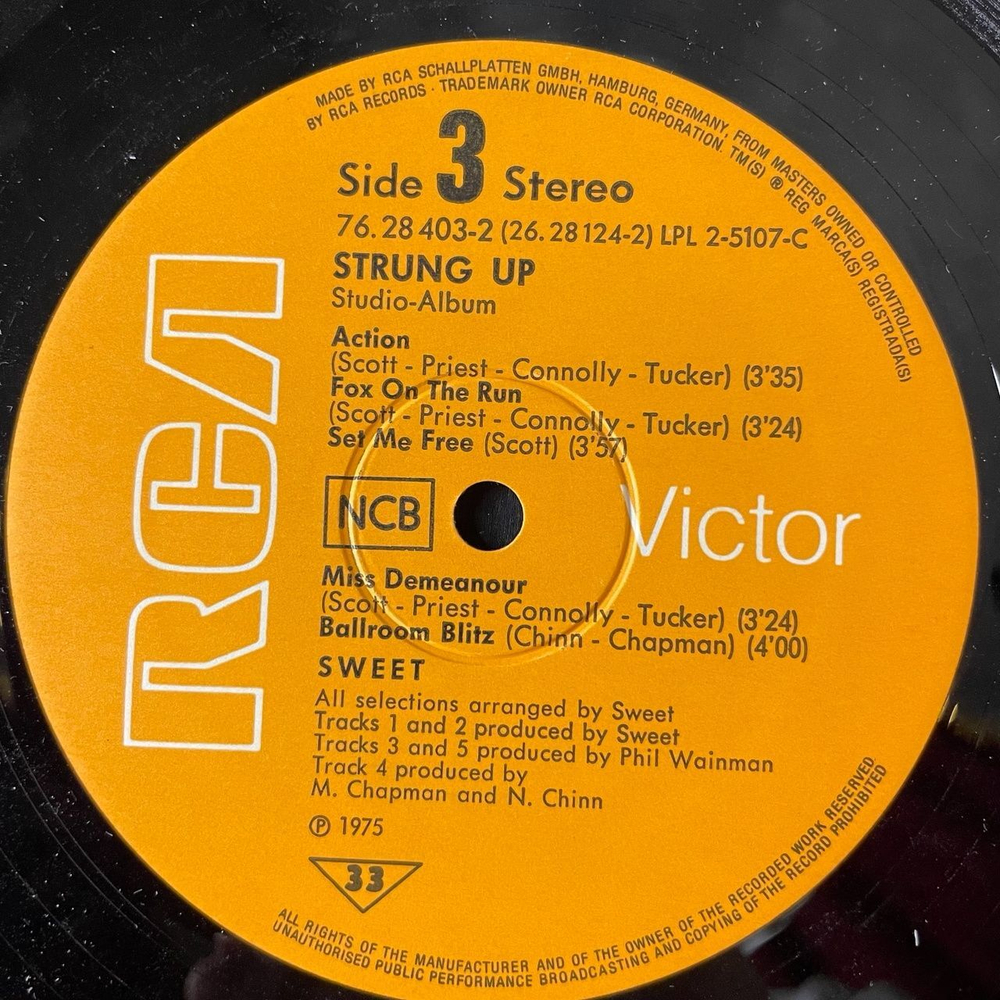 MADE BY RCA SCHALLPLATTEN GMBH, HAMBURG, GERMANY, FROM MASTERS OWNED OR CONTROLLED
BY RCA RECORDS · TRADEMARK OWNER RCA CORPORATION. TM(S) ® REG MARCA(S) REGISTRADA(S)
Side 3 Stereo
76.28 403-2 (26.28 124-2) LPL 2-5107-C
STRUNG UP
Studio-Album
Action
(Scott - Priest - Connolly - Tucker) (3'35)
Fox On The Run
(Scott - Priest - Connolly - Tucker) (3'24)
Set Me Free (Scott) (3'57)
RCA
NCB
Victor
Miss Demeanour
(Scott - Priest - Connolly - Tucker) (3'24)
Ballroom Blitz (Chinn - Chapman) (4'00)
SWEET
All selections arranged by Sweet
Tracks 1 and 2 produced by Sweet
Tracks 3 and 5 produced by Phil Wainman
Track 4 produced by
M. Chapman and N. Chinn
℗ 1975
33
ALL RIGHTS OF THE MANUFACTURER AND OF THE OWNER OF THE RECORDED WORK RESERVED
UNAUTHORISED PUBLIC PERFORMANCE BROADCASTING AND COPYING OF THE RECORD PROHIBITED